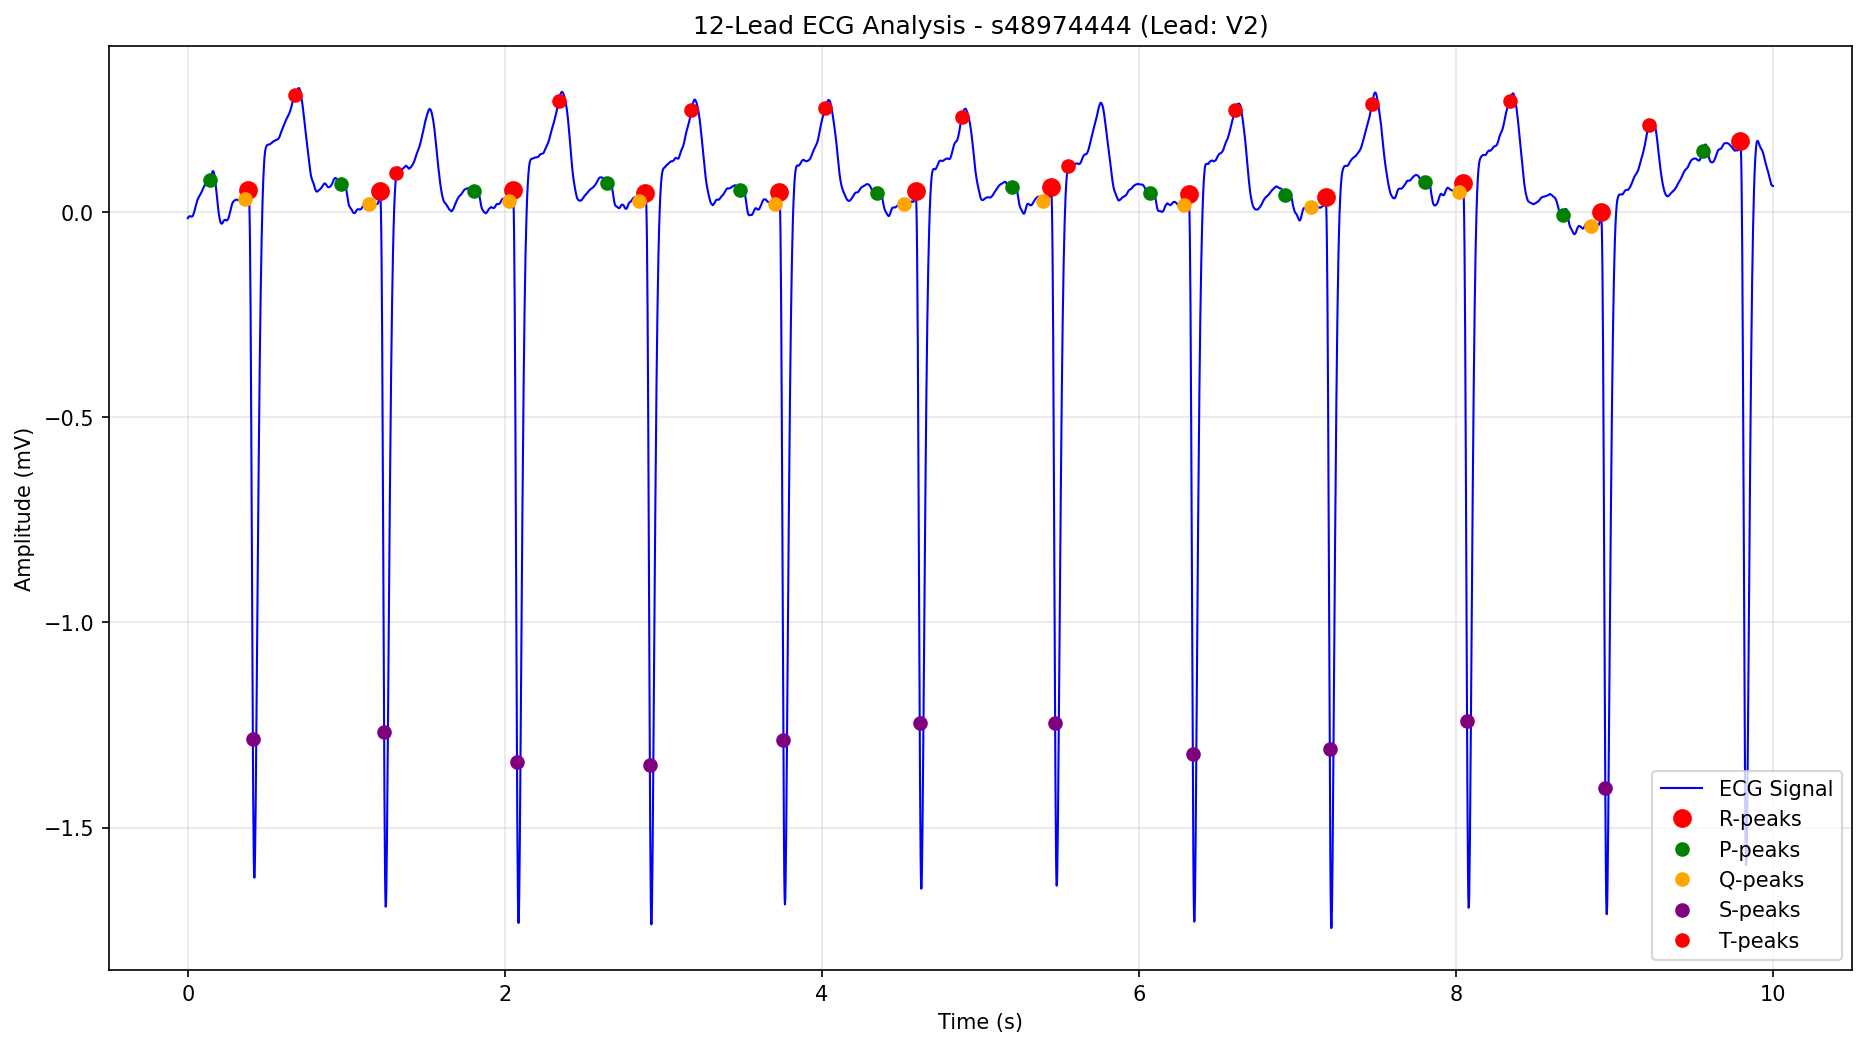 12-Lead ECG Analysis - s48974444 (Lead: V2)
Amplitude (mV)
0.0
−0.5
−1.0
−1.5
ECG Signal
R-peaks
P-peaks
Q-peaks
S-peaks
T-peaks
0 2 4 6 8 10
Time (s)